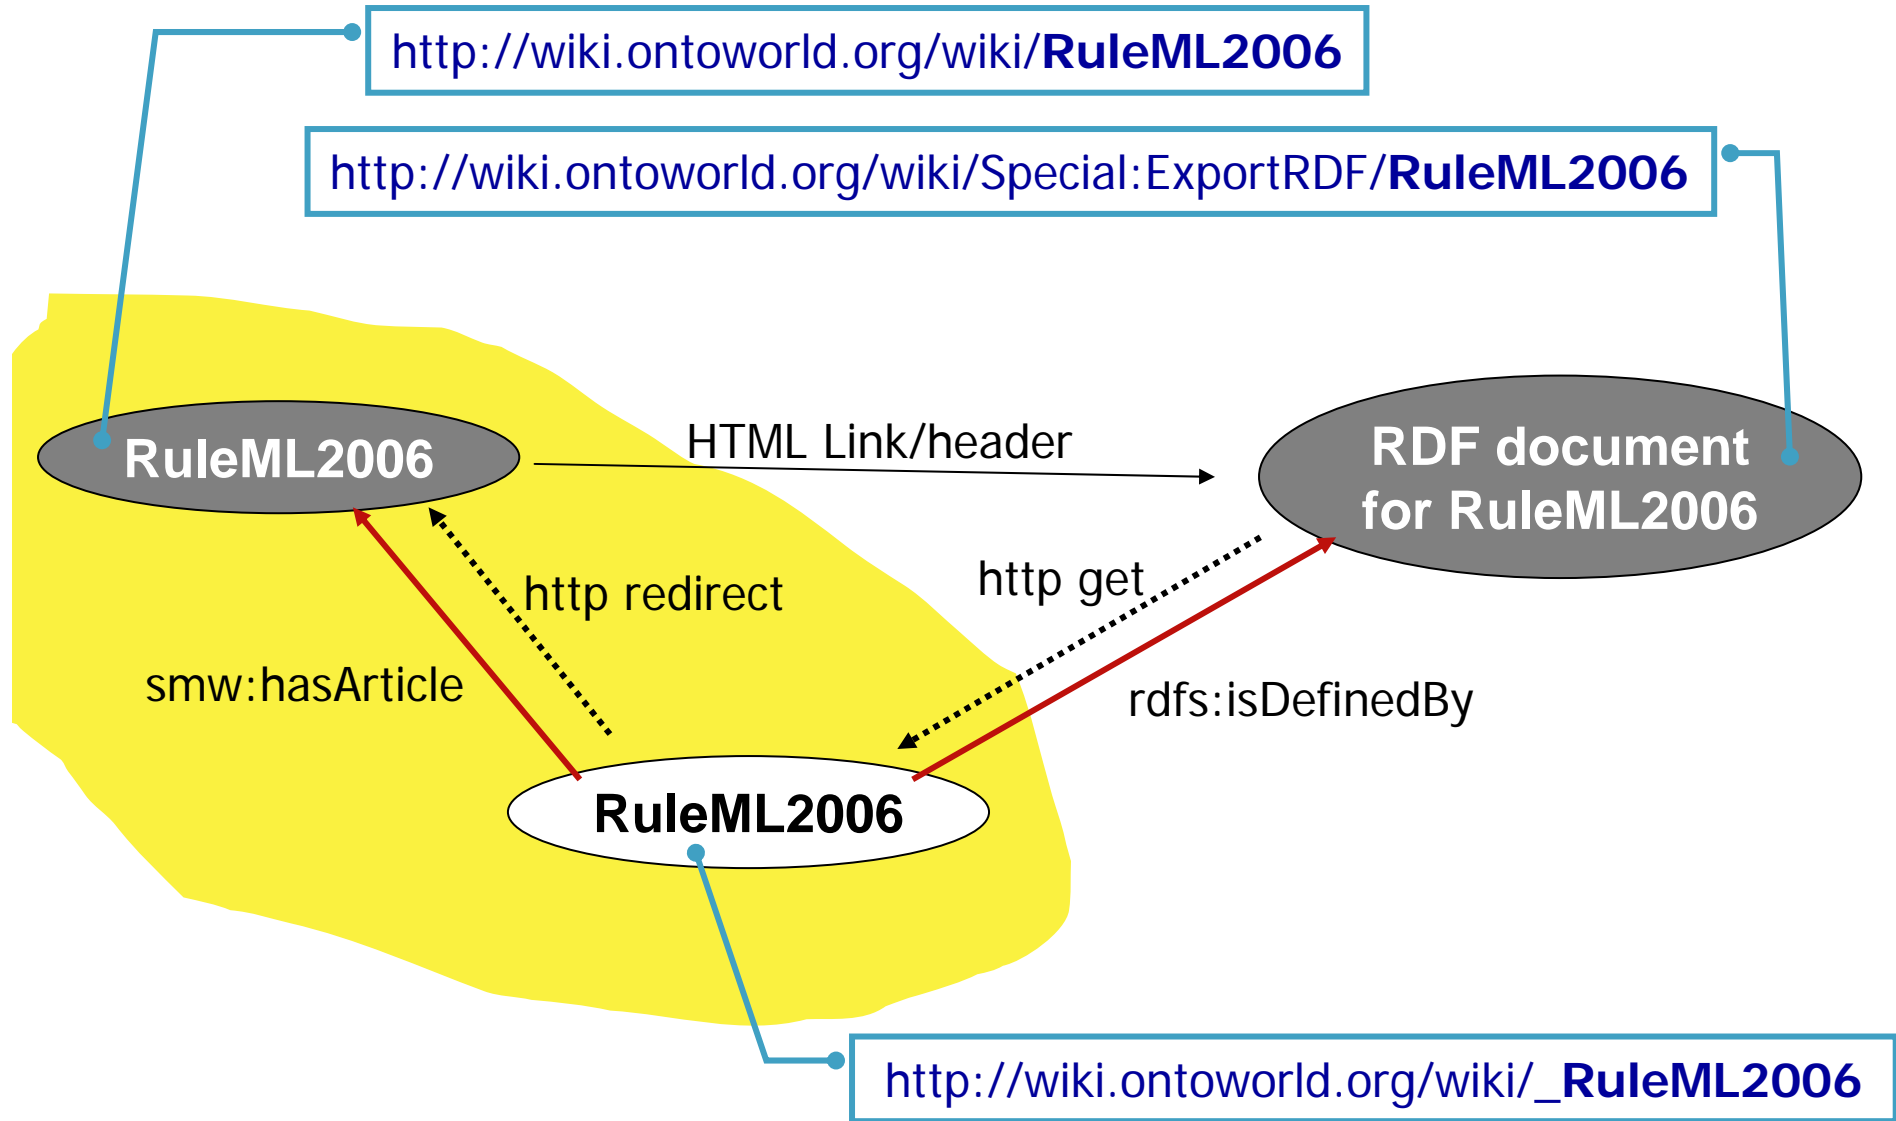 http://wiki.ontoworld.org/wiki/RuleML2006
http://wiki.ontoworld.org/wiki/Special:ExportRDF/RuleML2006
RuleML2006
HTML Link/header
RDF document
for RuleML2006
http redirect
http get
smw:hasArticle
rdfs:isDefinedBy
RuleML2006
http://wiki.ontoworld.org/wiki/_RuleML2006